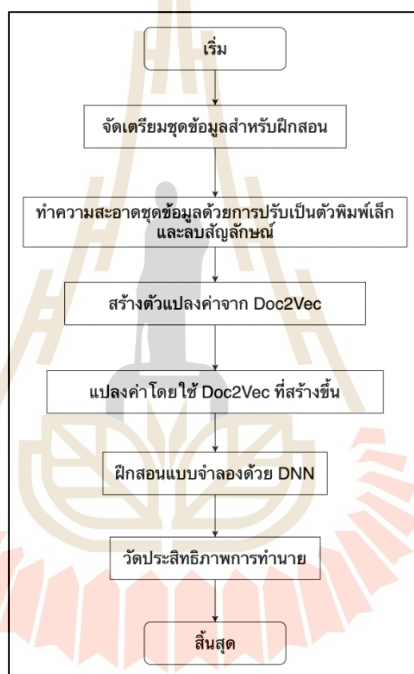 เริ่ม
จัดเตรียมชุดข้อมูลสำหรับฝึกสอน
ทำความสะอาดชุดข้อมูลด้วยการปรับเป็นตัวพิมพ์เล็ก
และลบสัญลักษณ์
สร้างตัวแปลงค่าจาก Doc2Vec
แปลงค่าโดยใช้ Doc2Vec ที่สร้างขึ้น
ฝึกสอนแบบจำลองด้วย DNN
วัดประสิทธิภาพการทำนาย
สิ้นสุด